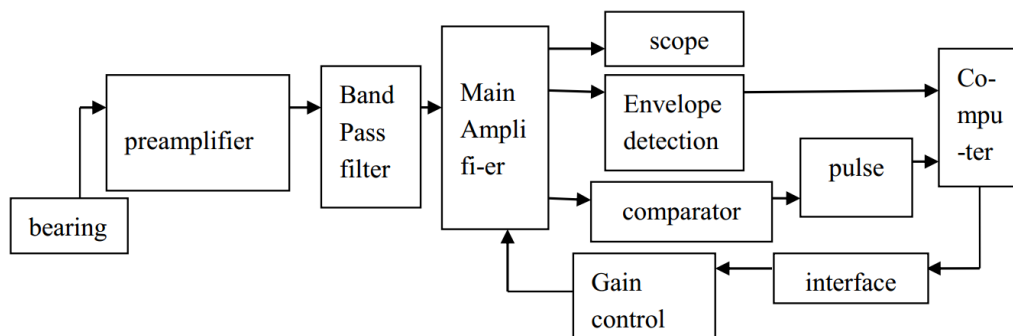 bearing
preamplifier
Band
Pass
filter
Main
Ampli
fi-er
scope
Envelope
detection
comparator
pulse
Co-
mpu
-ter
interface
Gain
control